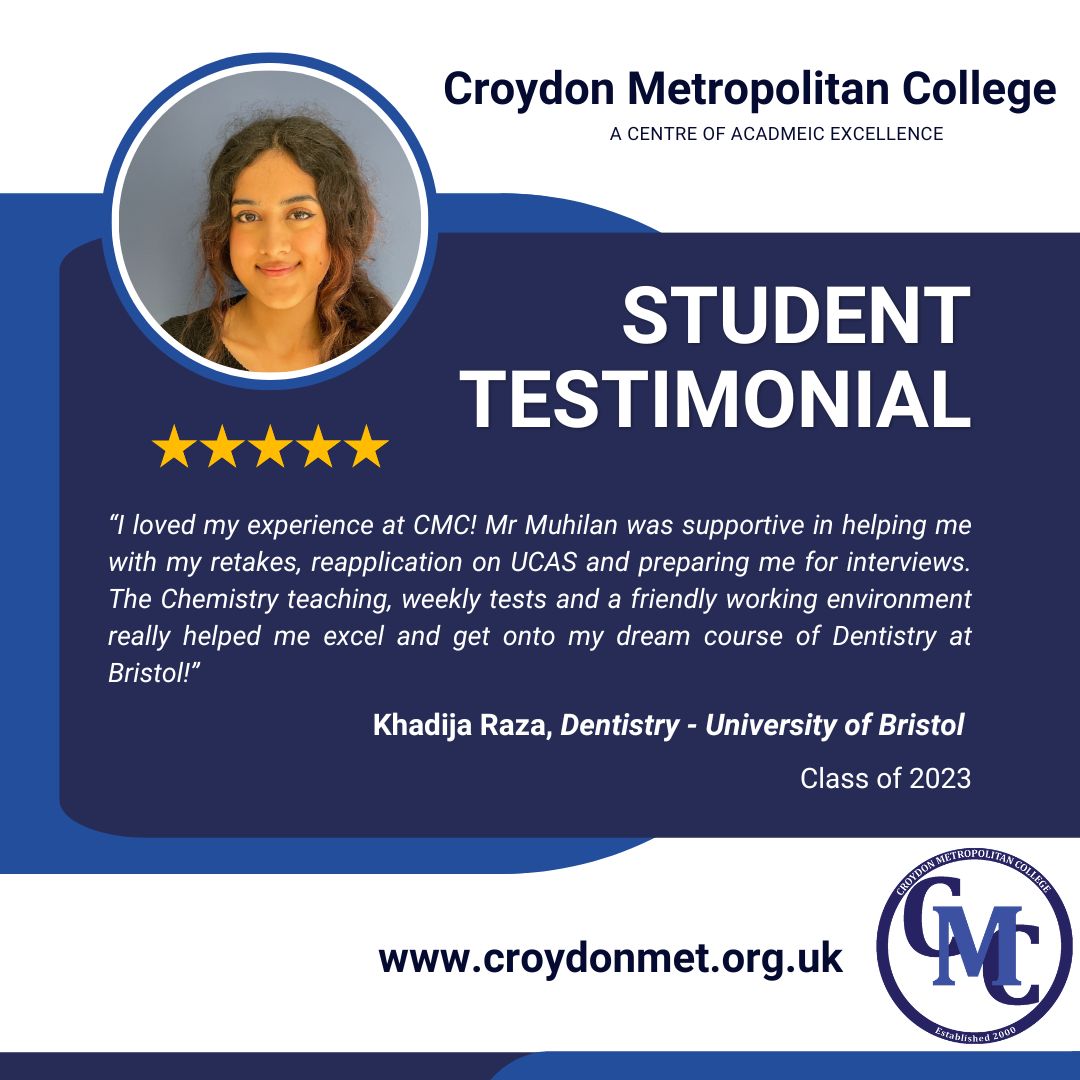 Croydon Metropolitan College
A CENTRE OF ACADMEIC EXCELLENCE
STUDENT
TESTIMONIAL
“I loved my experience at CMC! Mr Muhilan was supportive in helping me
with my retakes, reapplication on UCAS and preparing me for interviews.
The Chemistry teaching, weekly tests and a friendly working environment
really helped me excel and get onto my dream course of Dentistry at
Bristol!”
Khadija Raza, Dentistry - University of Bristol
Class of 2023
www.croydonmet.org.uk
CROYDON METROPOLITAN COLLEGE
CMC
Established 2000